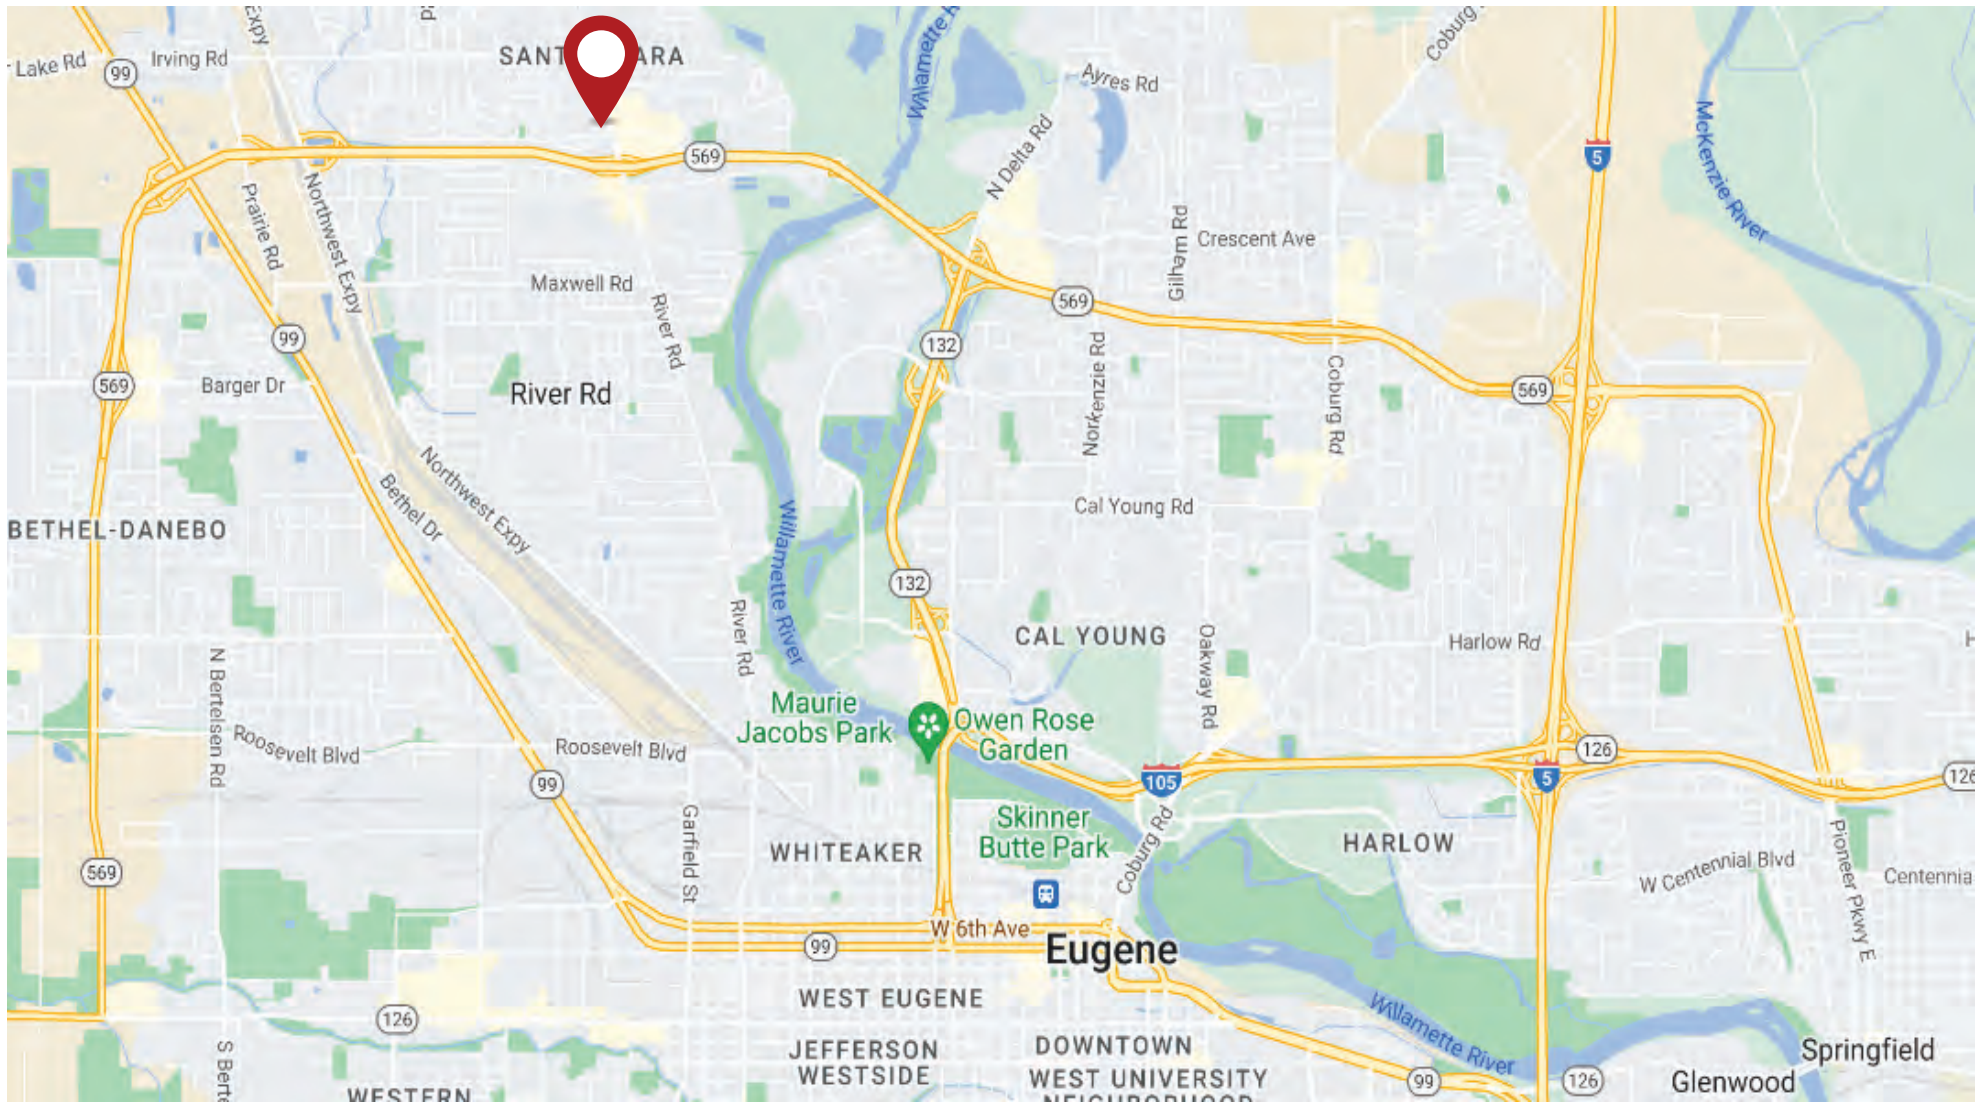 Lake Rd
99
Irving Rd
Expy
Rd
SANT
ARA
Willamette R
Ayres Rd
Coburg
N Delta Rd
5
McKenzie River
569
Prairie Rd
Northwest Expy
Gilham Rd
Crescent Ave
Maxwell Rd
River Rd
569
132
99
Norkenzie Rd
Coburg Rd
569
Barger Dr
River Rd
569
Northwest Expy
Bethel Dr
Cal Young Rd
BETHEL-DANEBO
Willamette River
132
River Rd
CAL YOUNG
Oakway Rd
Harlow Rd
H
N Bertelsen Rd
Maurie
Jacobs Park
Owen Rose
Garden
Roosevelt Blvd
Roosevelt Blvd
126
99
105
5
126
Garfield St
Skinner
Butte Park
Coburg Rd
WHITEAKER
HARLOW
Pioneer Pkwy E
569
W Centennial Blvd
Centennia
W 6th Ave
99
Eugene
WEST EUGENE
126
Willamette River
S Berte
JEFFERSON
WESTSIDE
DOWNTOWN
WEST UNIVERSITY
NEIGHBORHOOD
Springfield
Glenwood
99
126
WESTERN